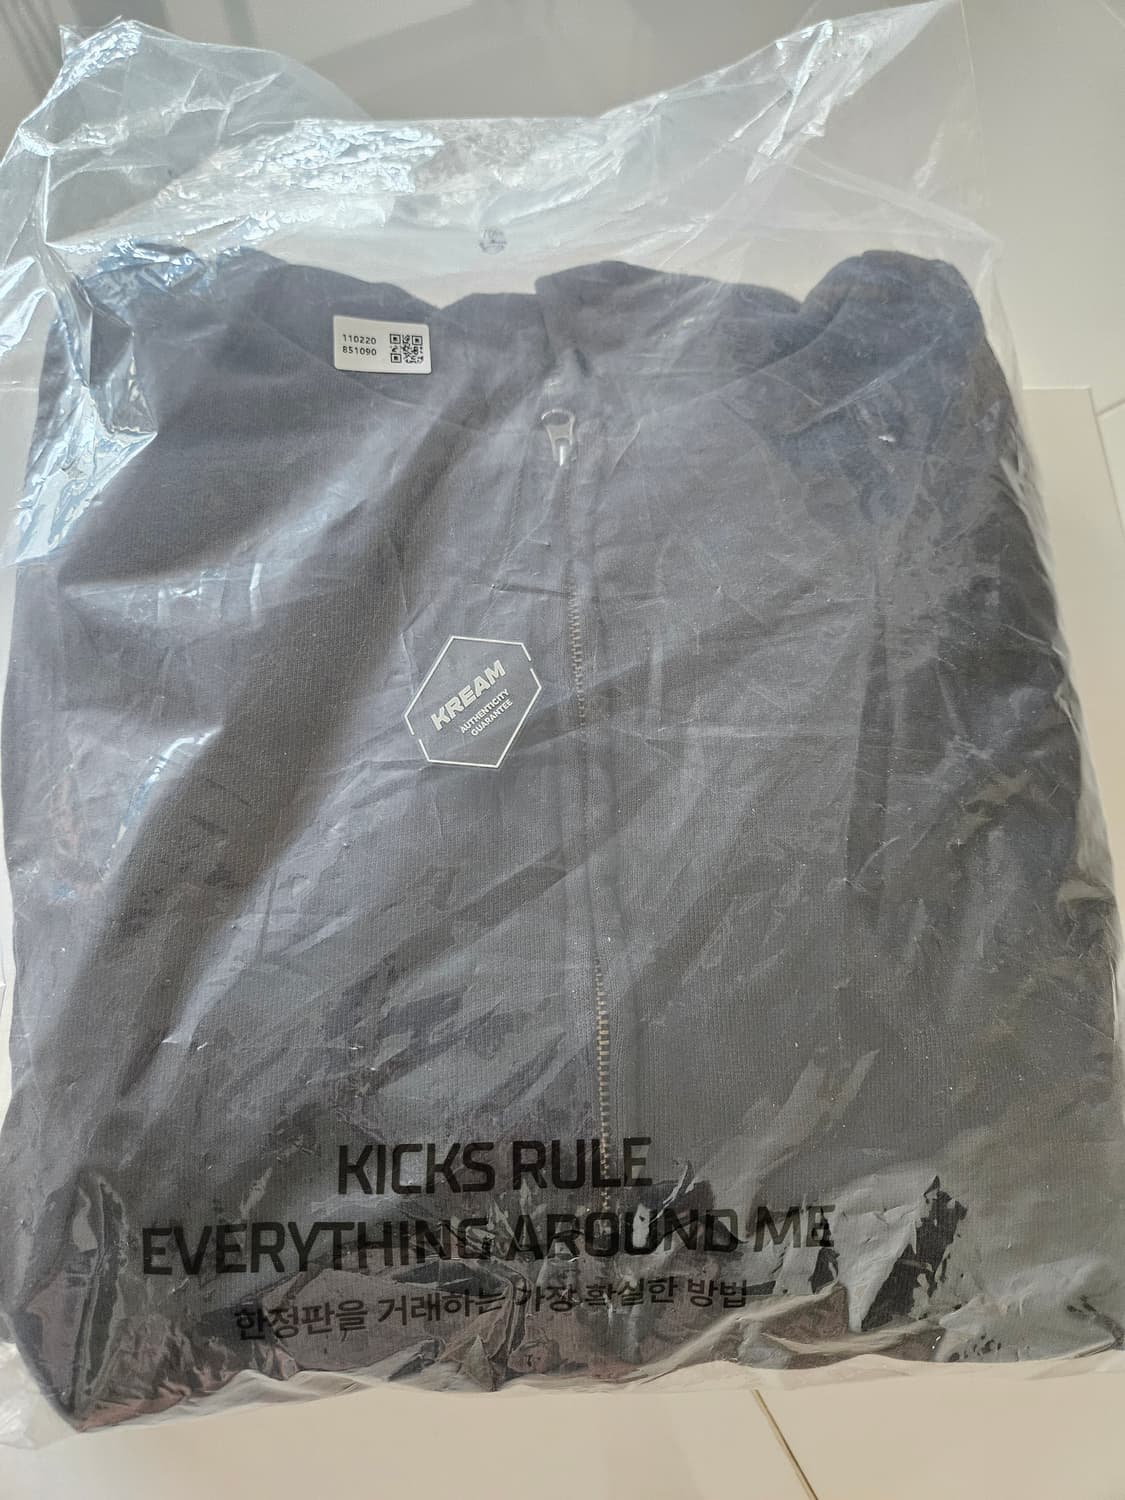 110220
851090
KREAM
AUTHENTICITY
GUARANTEE
KICKS RULE
EVERYTHING AROUND ME
한정판을 거래하는 가장 확실한 방법